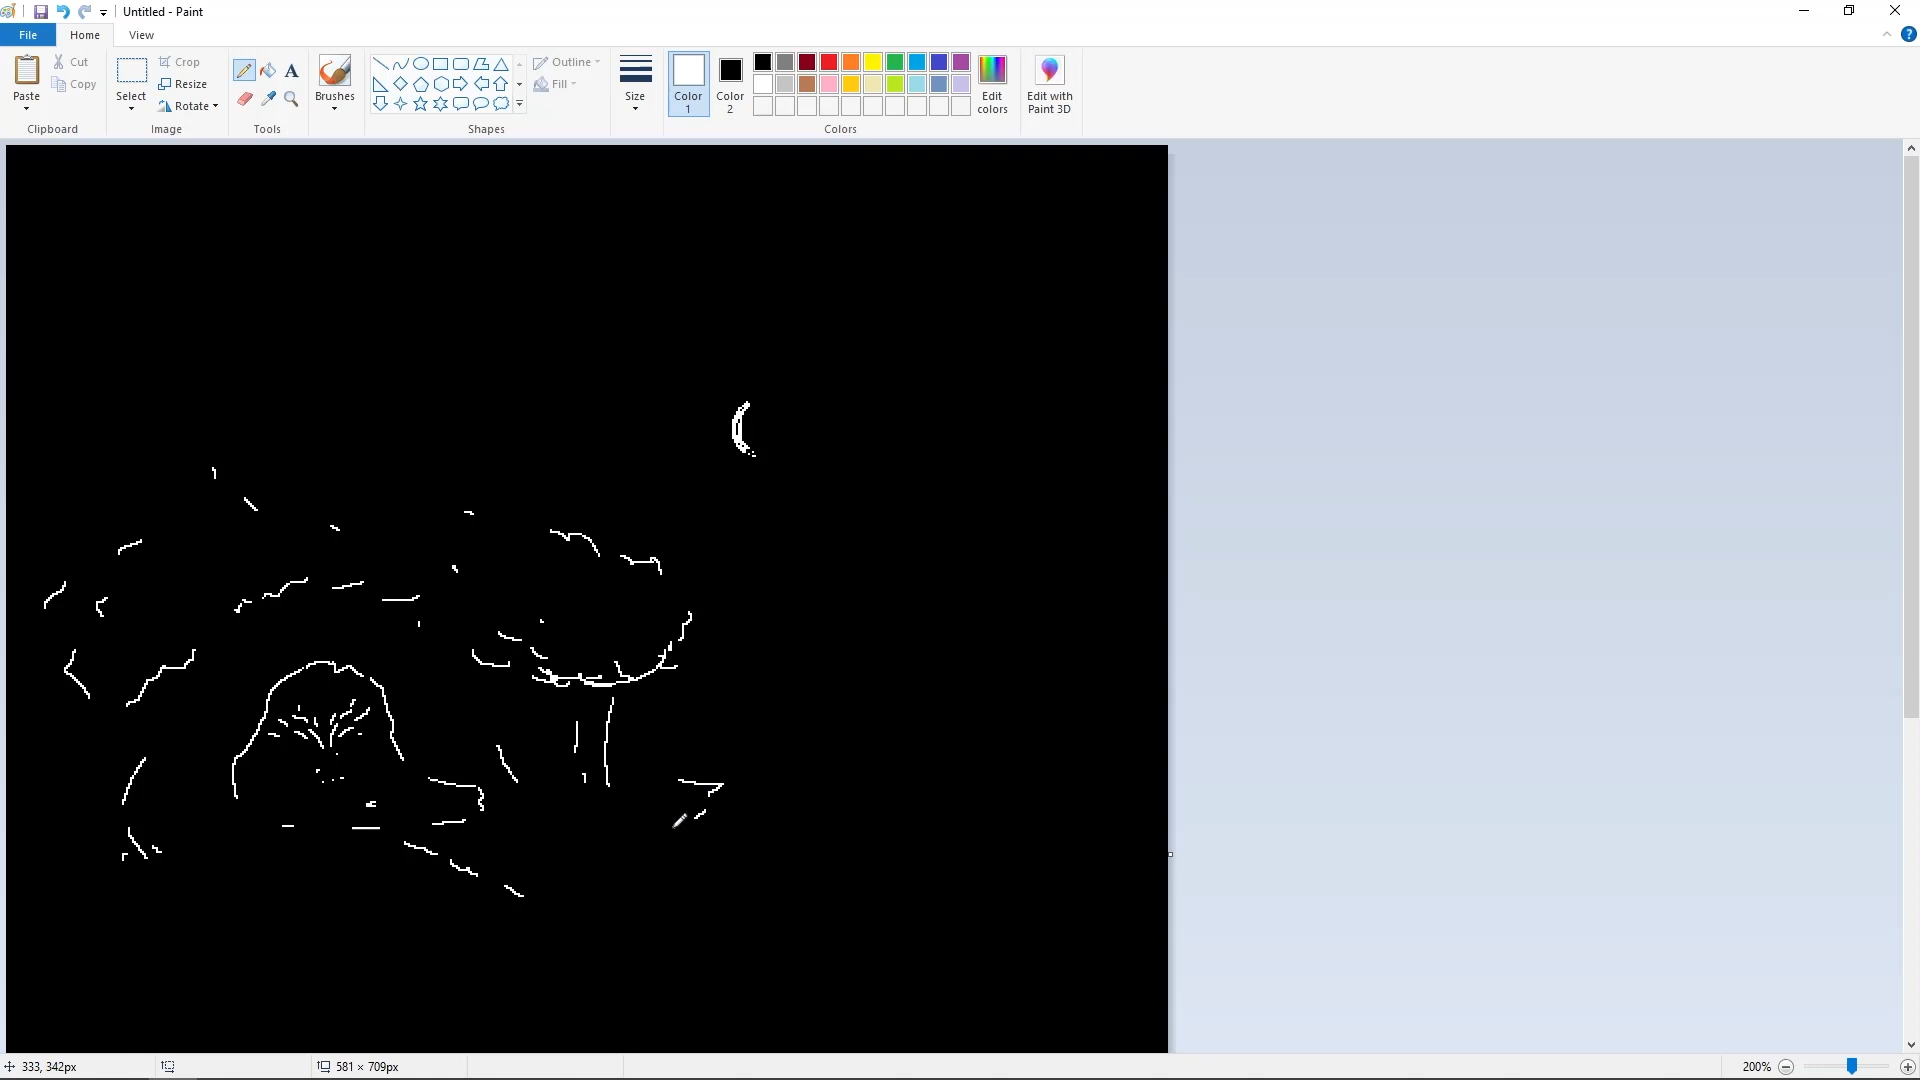 Untitled - Paint
File Home View
Paste Cut Copy Clipboard
Select Crop Resize Rotate Image
A Tools
Brushes
Outline Fill Shapes
Size
Color 1 Color 2 Edit colors Colors
Edit with Paint 3D
?
333, 342px 581 × 709px 200%